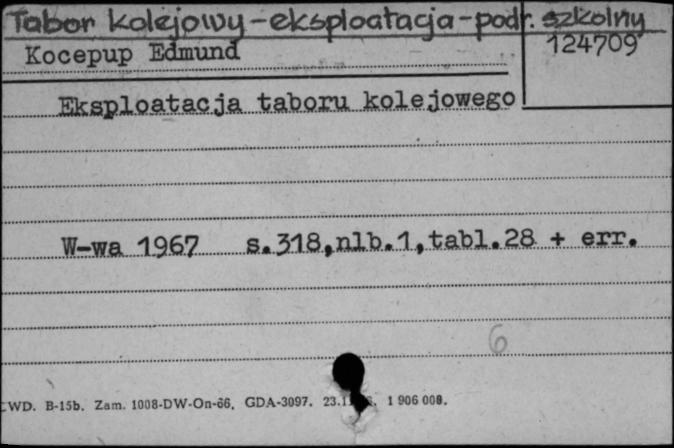 Tabor kolejowy-eksploatacja-podr. szkolny
Kocepup Edmund
124709
Eksploatacja taboru kolejowego
W-wa 1967 s.318,nlb.1,tabl.28 + err.
6
B-15b. Zam. 1008-DW-On-66. GDA-3097. 1 906 008.